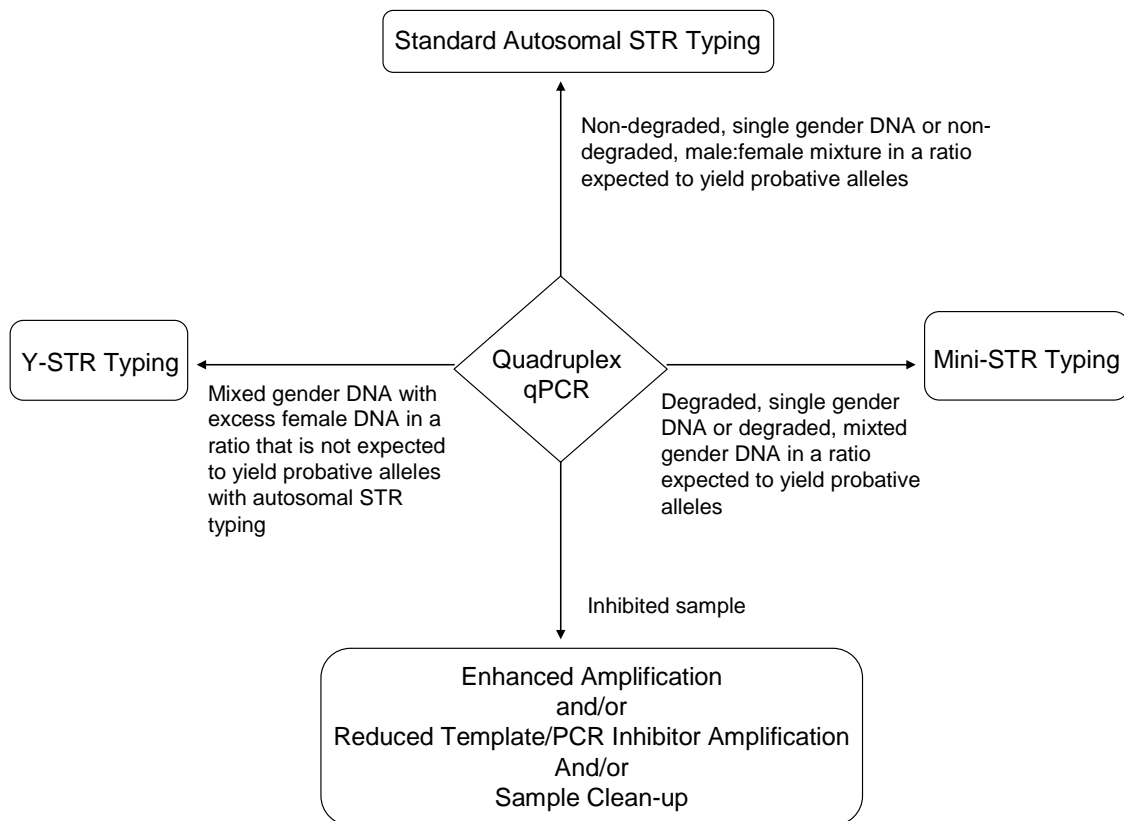 Standard Autosomal STR Typing
Non-degraded, single gender DNA or non-
degraded, male:female mixture in a ratio
expected to yield probative alleles
Y-STR Typing
Quadruplex
qPCR
Mini-STR Typing
Mixed gender DNA with
excess female DNA in a
ratio that is not expected
to yield probative alleles
with autosomal STR
typing
Degraded, single gender
DNA or degraded, mixted
gender DNA in a ratio
expected to yield probative
alleles
Inhibited sample
Enhanced Amplification
and/or
Reduced Template/PCR Inhibitor Amplification
And/or
Sample Clean-up